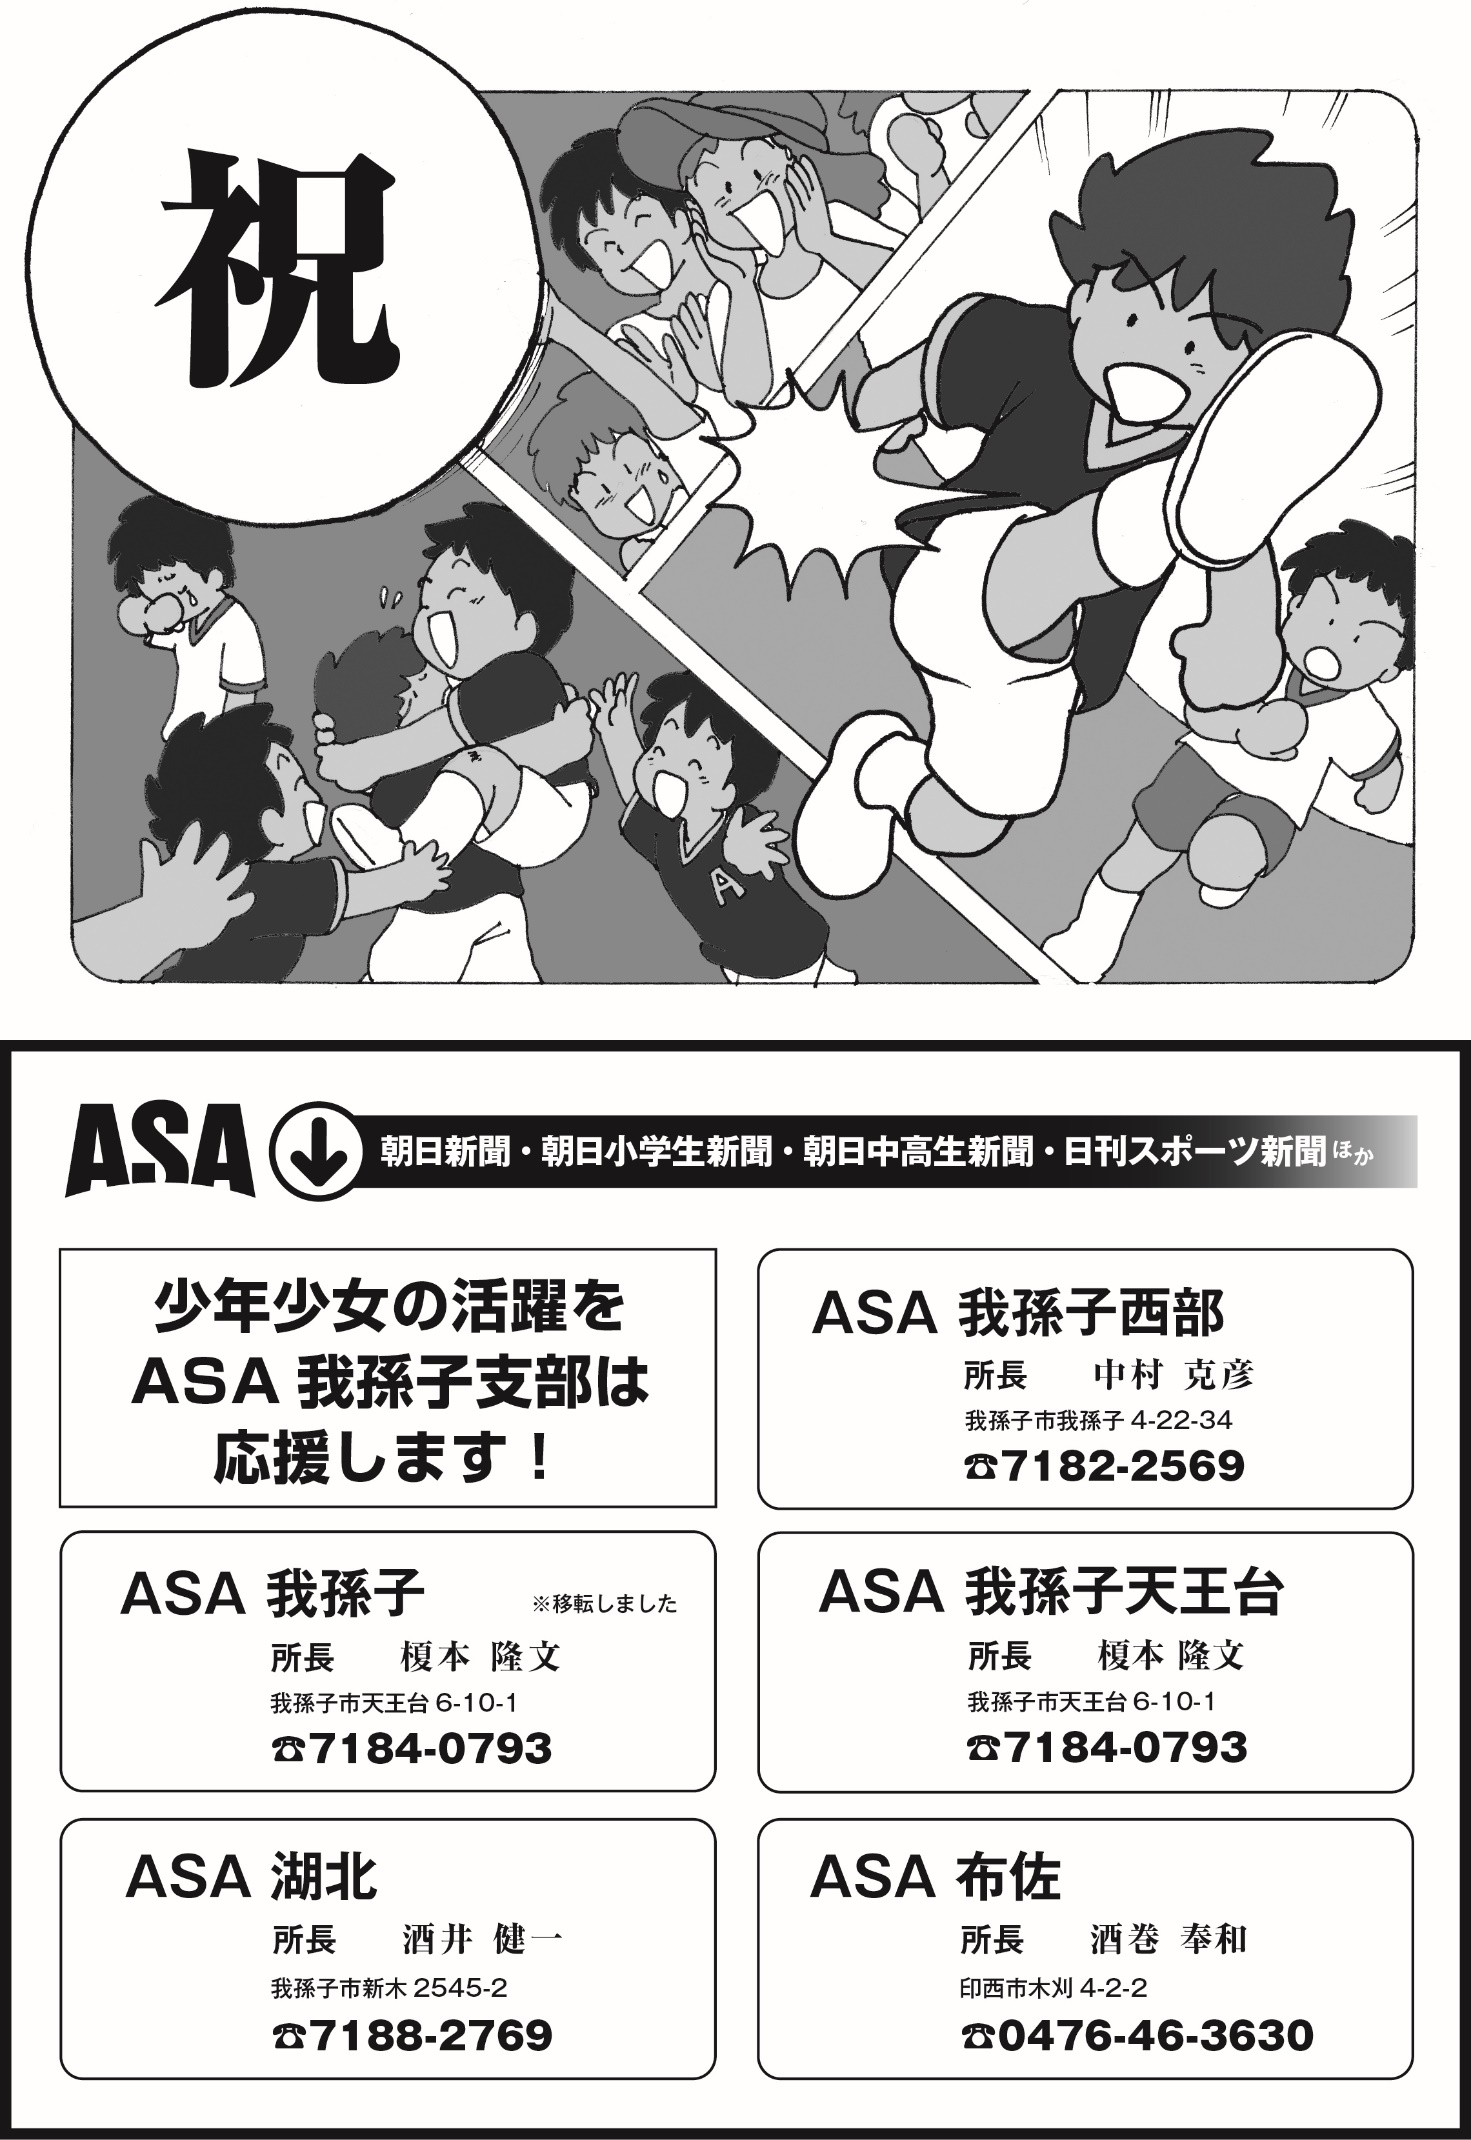 祝
A
ASA
朝日新聞・朝日小学生新聞・朝日中高生新聞・日刊スポーツ新聞 ほか
少年少女の活躍を
ASA 我孫子支部は
応援します！
ASA 我孫子西部
所長 中村 克彦
我孫子市我孫子 4-22-34
☎7182-2569
ASA 我孫子 ※移転しました
所長 榎本 隆文
我孫子市天王台 6-10-1
☎7184-0793
ASA 我孫子天王台
所長 榎本 隆文
我孫子市天王台 6-10-1
☎7184-0793
ASA 湖北
所長 酒井 健一
我孫子市新木 2545-2
☎7188-2769
ASA 布佐
所長 酒巻 奉和
印西市木刈 4-2-2
☎0476-46-3630